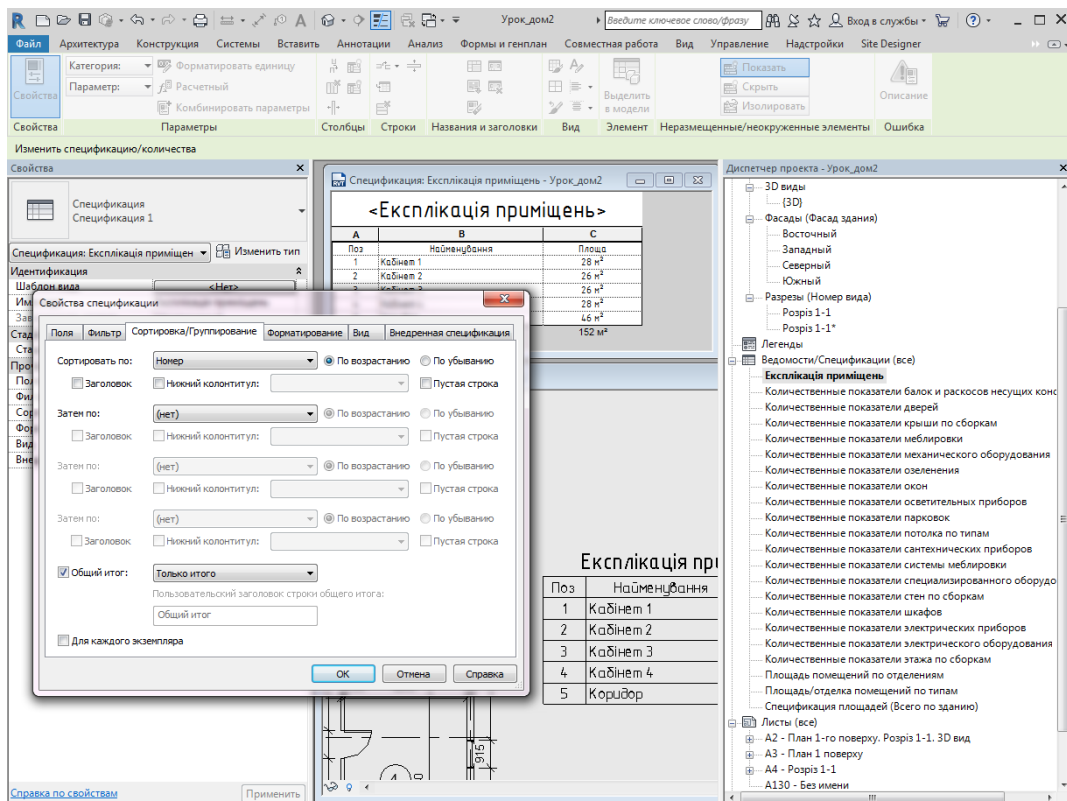 Урок_дом2
Введите ключевое слово/фразу
Вход в службы
Файл Архитектура Конструкция Системы Вставить Аннотации Анализ Формы и генплан Совместная работа Вид Управление Надстройки Site Designer
Свойства
Категория:
Параметр:
Форматировать единицу
Расчетный
Комбинировать параметры
Выделить
в модели
Показать
Скрыть
Изолировать
Описание
Свойства Параметры Столбцы Строки Названия и заголовки Вид Элемент Неразмещенные/неокруженные элементы Ошибка
Изменить спецификацию/количества
Свойства
Спецификация
Спецификация 1
Спецификация: Експлікація приміщен
Изменить тип
Идентификация
Шаблон вида <Нет>
Справка по свойствам
Применить
Свойства спецификации
Поля Фильтр Сортировка/Группирование Форматирование Вид Внедренная спецификация
Сортировать по: Номер По возрастанию По убыванию
Заголовок Нижний колонтитул: Пустая строка
Затем по: (нет) По возрастанию По убыванию
Заголовок Нижний колонтитул: Пустая строка
Затем по: (нет) По возрастанию По убыванию
Заголовок Нижний колонтитул: Пустая строка
Затем по: (нет) По возрастанию По убыванию
Заголовок Нижний колонтитул: Пустая строка
Общий итог: Только итого
Пользовательский заголовок строки общего итога:
Общий итог
Для каждого экземпляра
ОК Отмена Справка
Спецификация: Експлікація приміщень - Урок_дом2
<Експлікація приміщень>
A B C
Поз Найменування Площа
1 Кабінет 1 28 м²
2 Кабінет 2 26 м²
26 м²
28 м²
46 м²
152 м²
Експлікація при
Поз Найменування
1 Кабінет 1
2 Кабінет 2
3 Кабінет 3
4 Кабінет 4
5 Коридор
915
4
Диспетчер проекта - Урок_дом2
3D виды
{3D}
Фасады (Фасад здания)
Восточный
Западный
Северный
Южный
Разрезы (Номер вида)
Розріз 1-1
Розріз 1-1*
Легенды
Ведомости/Спецификации (все)
Експлікація приміщень
Количественные показатели балок и раскосов несущих конс
Количественные показатели дверей
Количественные показатели крыши по сборкам
Количественные показатели меблировки
Количественные показатели механического оборудования
Количественные показатели озеленения
Количественные показатели окон
Количественные показатели осветительных приборов
Количественные показатели парковок
Количественные показатели потолка по типам
Количественные показатели сантехнических приборов
Количественные показатели системы меблировки
Количественные показатели специализированного оборудо
Количественные показатели стен по сборкам
Количественные показатели шкафов
Количественные показатели электрических приборов
Количественные показатели электрического оборудования
Количественные показатели этажа по сборкам
Площадь помещений по отделениям
Площадь/отделка помещений по типам
Спецификация площадей (Всего по зданию)
Листы (все)
А2 - План 1-го поверху. Розріз 1-1. 3D вид
А3 - План 1 поверху
А4 - Розріз 1-1
А130 - Без имени